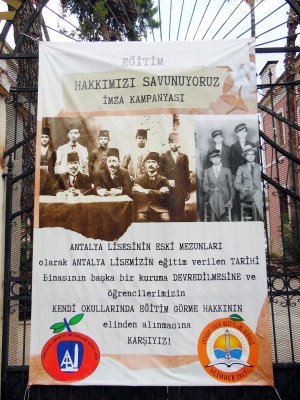 EĞİTİM
HAKKIMIZI SAVUNUYORUZ
İMZA KAMPANYASI
ANTALYA LİSESİNİN ESKİ MEZUNLARI
olarak ANTALYA LİSEMİZİN eğitim verilen TARİHİ
Binasının başka bir kuruma DEVREDİLMESİNE ve
öğrencilerimizin
KENDİ OKULLARINDA EĞİTİM GÖRME HAKKININ
elinden alınmasına
KARŞIYIZ!